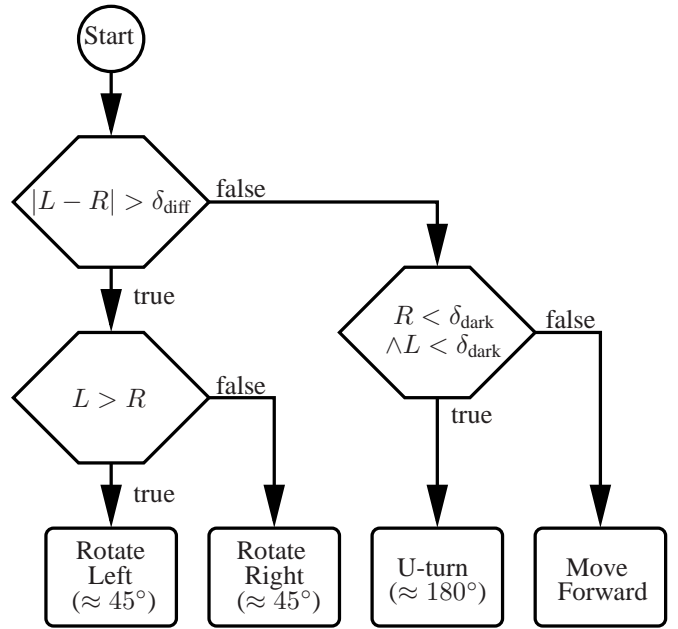 Start
|L − R| > δdiff
false
true
R < δdark
∧L < δdark
false
L > R
false
true
true
Rotate
Left
(≈ 45°)
Rotate
Right
(≈ 45°)
U-turn
(≈ 180°)
Move
Forward